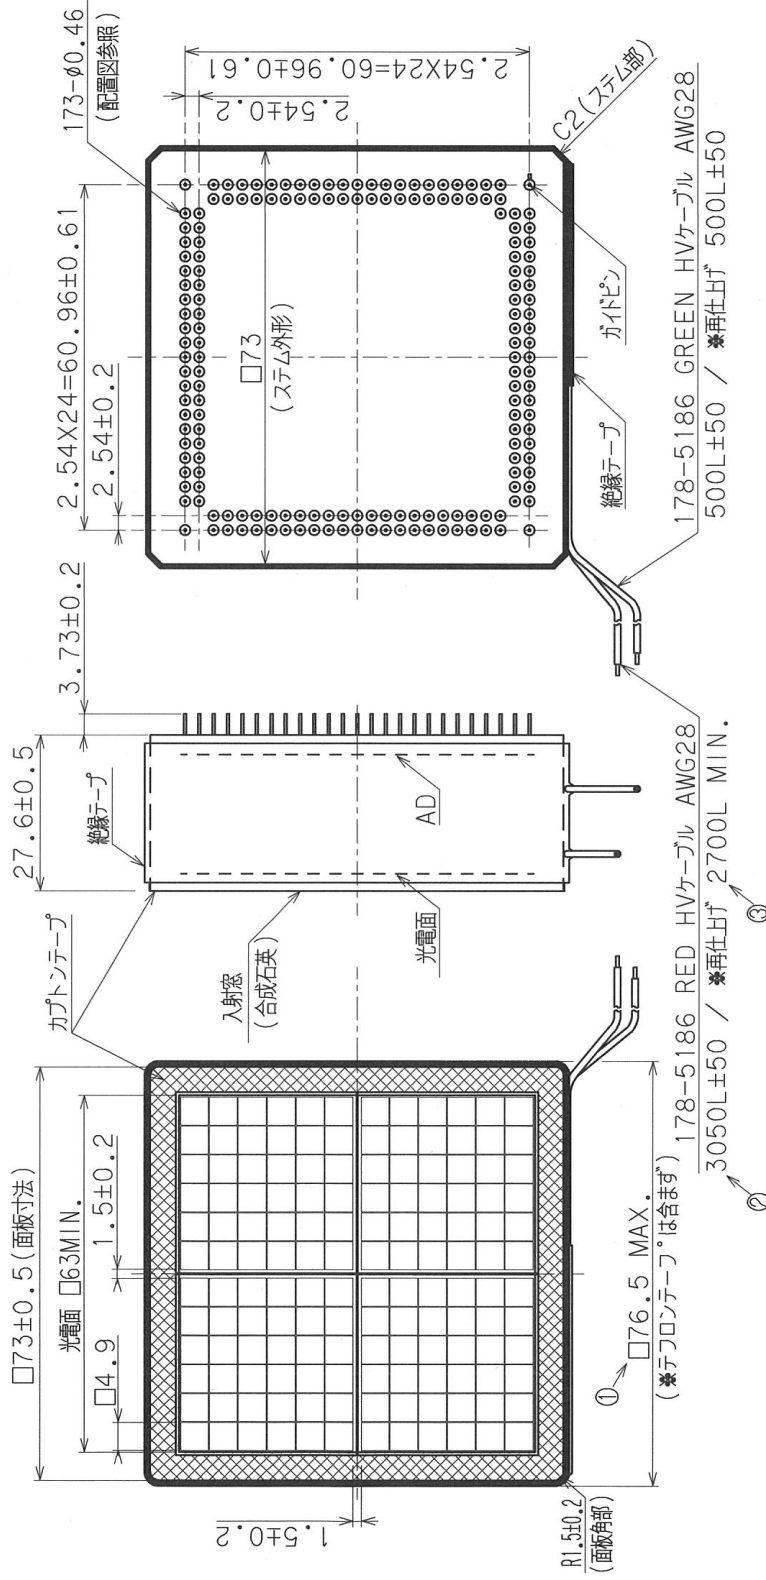 □73±0.5(面板寸法)
光電面 □63MIN.
□4.9
1.5±0.2
1.5±0.2
R1.5±0.2
(面板角部)
①
□76.5 MAX.
(※テフロンテープは含まず)
カプトンテープ
27.6±0.5
3.73±0.2
絶縁テープ
入射窓
(合成石英)
光電面
AD
178-5186 RED HVケーブル AWG28
3050L±50 / ※再仕上げ 2700L MIN.
②
③
2.54X24=60.96±0.61
2.54±0.2
173-φ0.46
(配置図参照)
2.54X24=60.96±0.61
2.54±0.2
□73
(ステム外形)
C2(ステム部)
ガイドピン
絶縁テープ
178-5186 GREEN HVケーブル AWG28
500L±50 / ※再仕上げ 500L±50